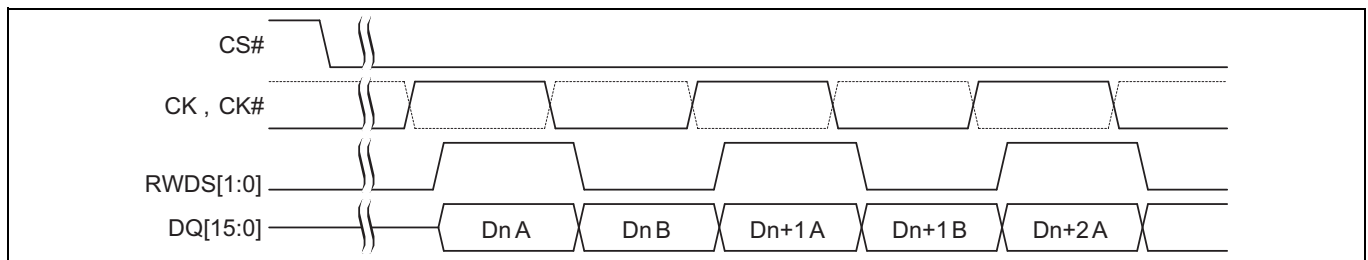 CS#
CK , CK#
RWDS[1:0]
DQ[15:0]
Dn A
Dn B
Dn+1 A
Dn+1 B
Dn+2 A